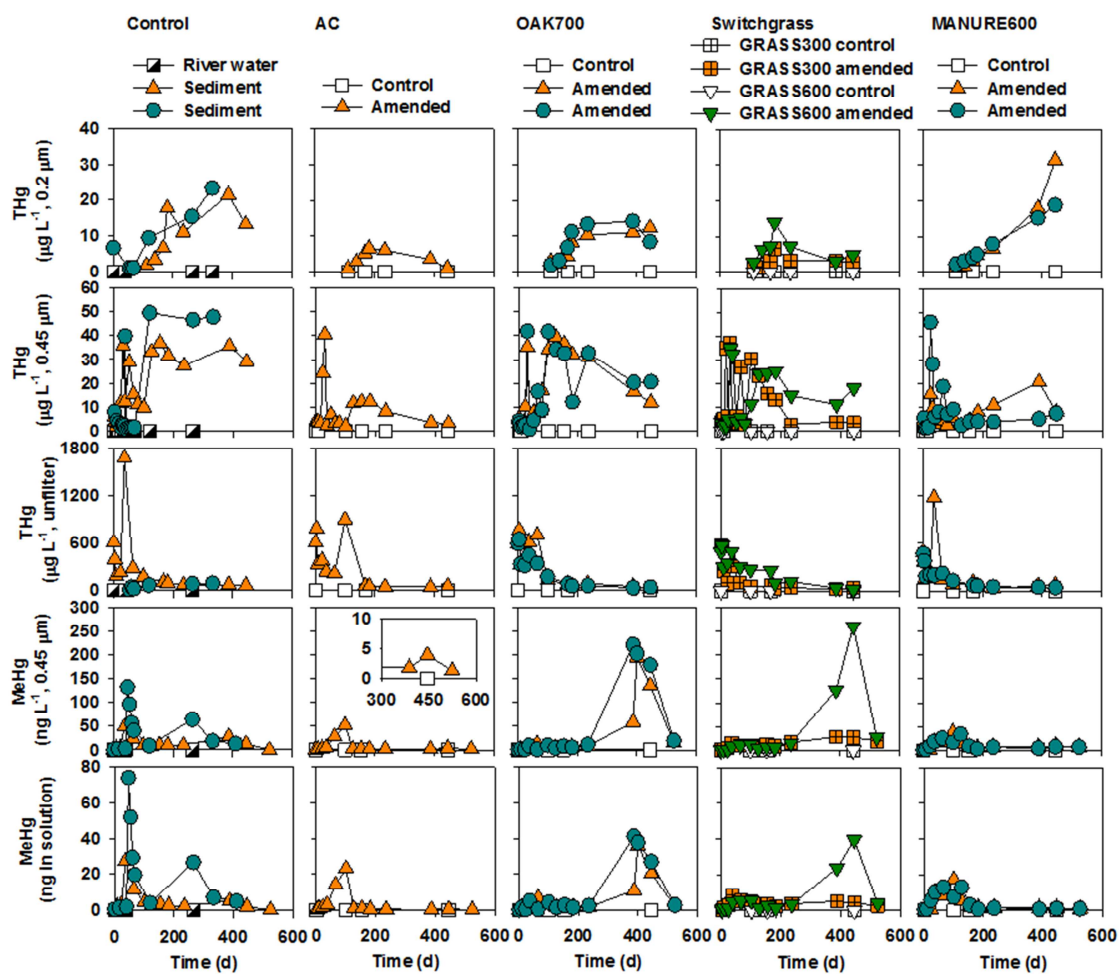 Control
AC
OAK700
Switchgrass
MANURE600
River water
Sediment
Sediment
Control
Amended
Control
Amended
Amended
GRASS300 control
GRASS300 amended
GRASS600 control
GRASS600 amended
Control
Amended
Amended
THg
(µg L⁻¹, 0.2 µm)
40
30
20
10
0
THg
(µg L⁻¹, 0.45 µm)
60
50
40
30
20
10
0
THg
(µg L⁻¹, unfilter)
1800
1200
600
0
MeHg
(ng L⁻¹, 0.45 µm)
300
250
200
150
100
50
0
10
5
0
300 450 600
MeHg
(ng In solution)
80
60
40
20
0
0 200 400 600
0 200 400 600
0 200 400 600
0 200 400 600
0 200 400 600
Time (d)
Time (d)
Time (d)
Time (d)
Time (d)